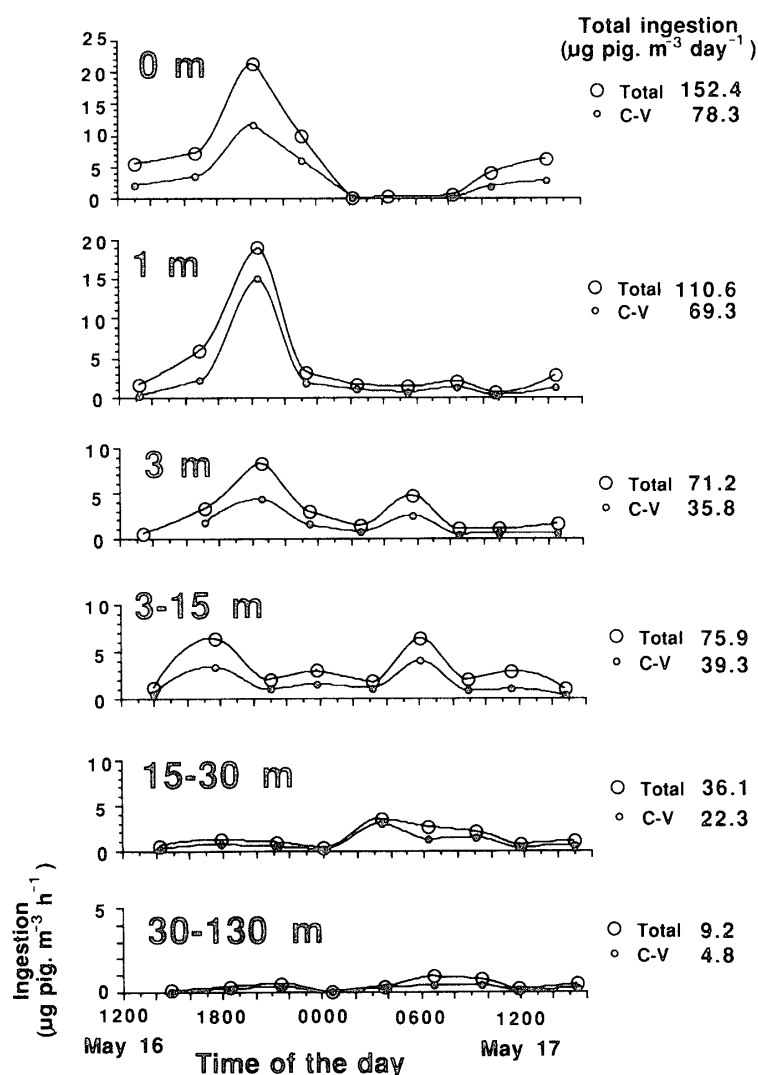 Total ingestion
(µg pig. m⁻³ day⁻¹)
25
20
15
10
5
0
0 m
Total 152.4
C-V 78.3
20
15
10
5
0
1 m
Total 110.6
C-V 69.3
10
5
0
3 m
Total 71.2
C-V 35.8
10
5
0
3-15 m
Total 75.9
C-V 39.3
10
5
0
15-30 m
Total 36.1
C-V 22.3
5
0
30-130 m
Total 9.2
C-V 4.8
Ingestion
(µg pig. m⁻³ h⁻¹)
1200 1800 0000 0600 1200
May 16 May 17
Time of the day